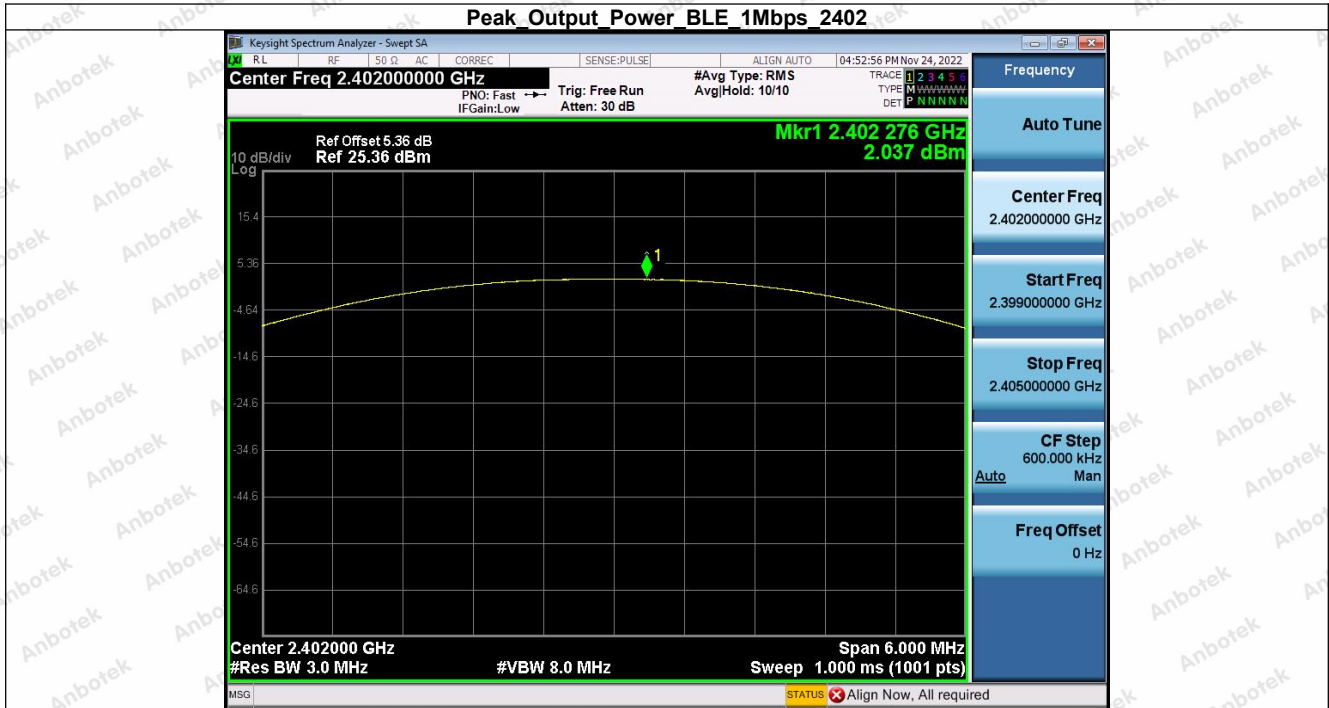 Peak_Output_Power_BLE_1Mbps_2402
Keysight Spectrum Analyzer - Swept SA
LXI RL RF 50 Ω AC CORREC SENSE:PULSE ALIGN AUTO 04:52:56 PM Nov 24, 2022
Center Freq 2.402000000 GHz
PNO: Fast
IFGain:Low
Trig: Free Run
Atten: 30 dB
#Avg Type: RMS
Avg|Hold: 10/10
TRACE 1 2 3 4 5 6
TYPE M WWWWW
DET P N N N N N
Frequency
Auto Tune
Center Freq
2.402000000 GHz
Start Freq
2.399000000 GHz
Stop Freq
2.405000000 GHz
CF Step
600.000 kHz
Auto Man
Freq Offset
0 Hz
Ref Offset 5.36 dB
10 dB/div Ref 25.36 dBm
Log
Mkr1 2.402 276 GHz
2.037 dBm
15.4
5.36
-4.64
-14.6
-24.6
-34.6
-44.6
-54.6
-64.6
1
Center 2.402000 GHz Span 6.000 MHz
#Res BW 3.0 MHz #VBW 8.0 MHz Sweep 1.000 ms (1001 pts)
MSG STATUS Align Now, All required
Anbotek